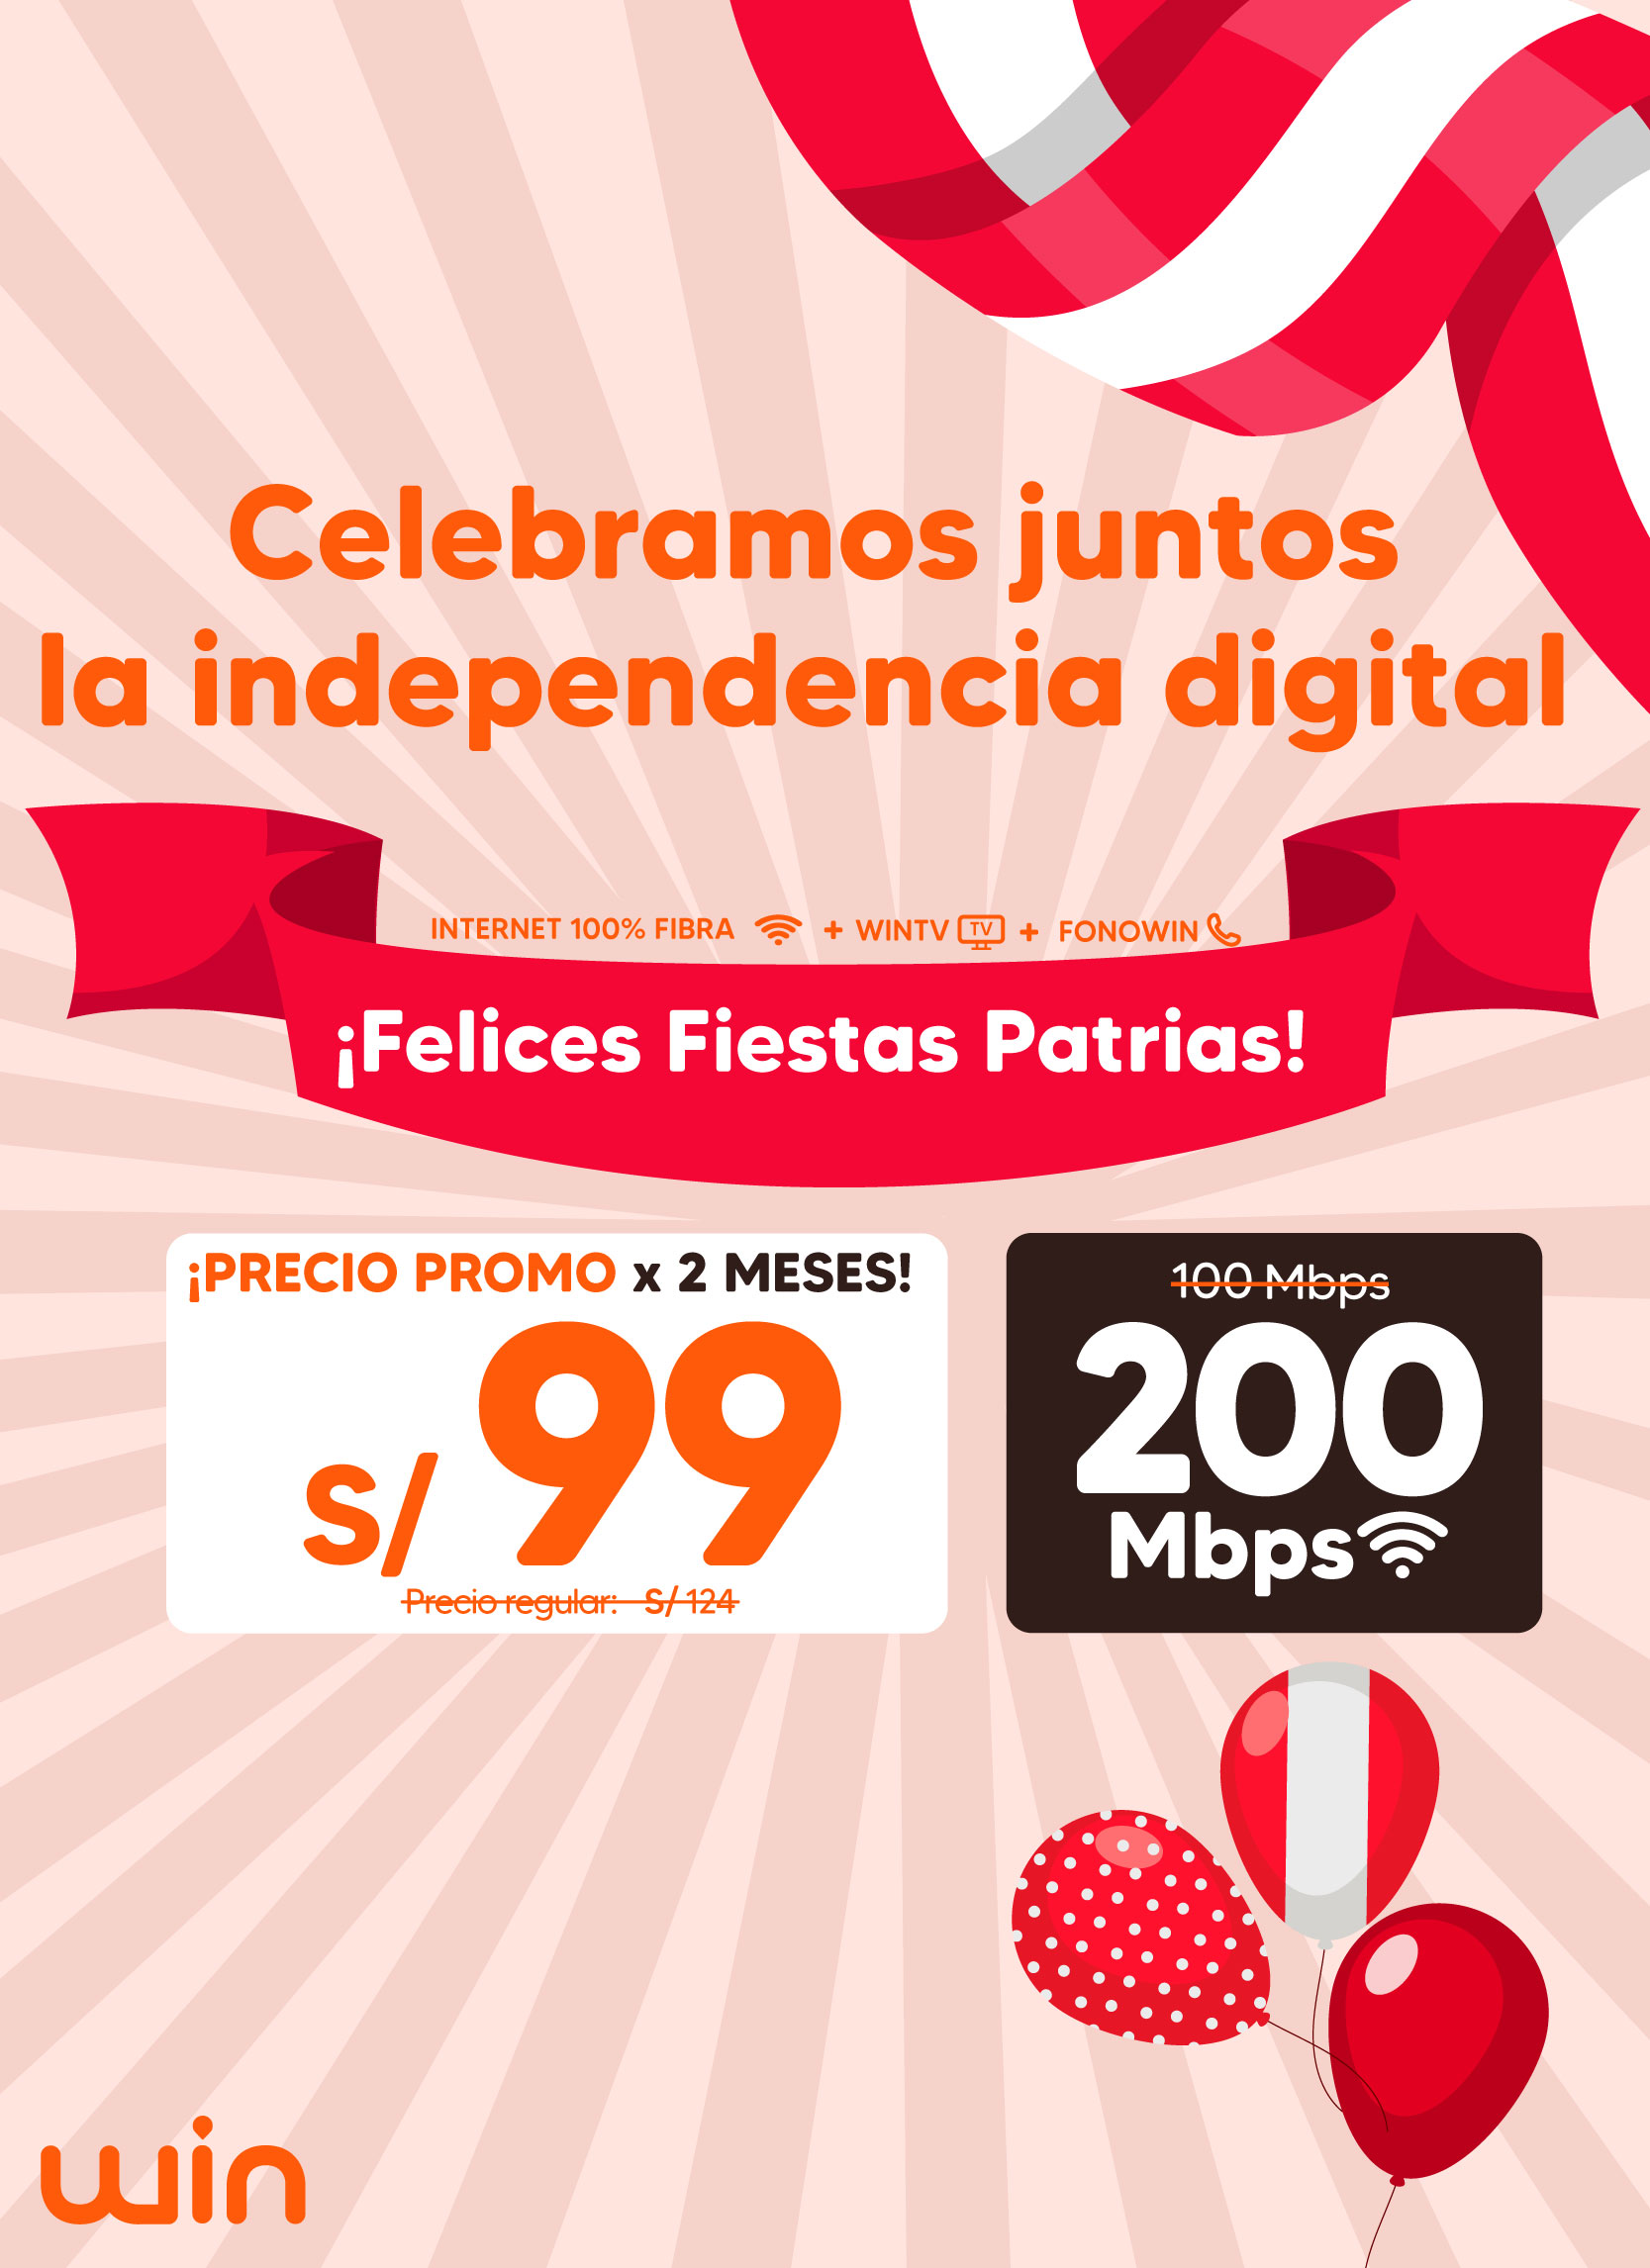 Celebramos juntos
la independencia digital
INTERNET 100% FIBRA + WINTV TV + FONOWIN
¡Felices Fiestas Patrias!
¡PRECIO PROMO x 2 MESES!
S/ 99
Precio regular: S/ 124
100 Mbps
200
Mbps
win